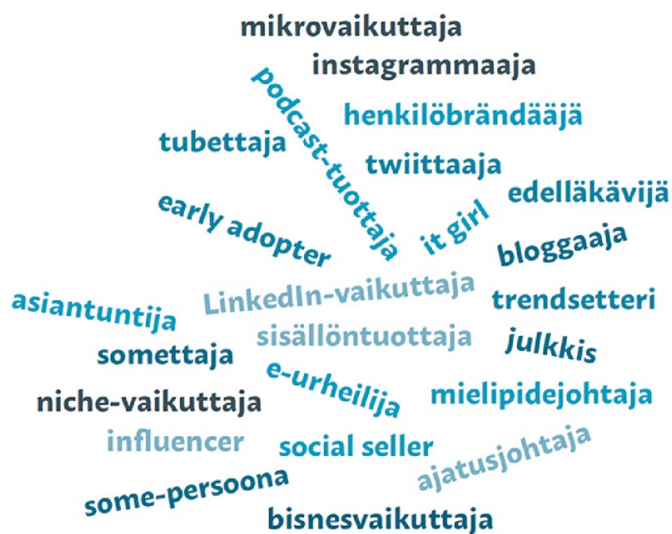 mikrovaikuttaja
instagrammaaja
podcast-tuottaja
henkilöbrändääjä
tubettaja
twiittaaja
edelläkävijä
early adopter
it girl
bloggaaja
LinkedIn-vaikuttaja
asiantuntija
trendsetteri
sisällöntuottaja
julkkis
somettaja
e-urheilija
mielipidejohtaja
niche-vaikuttaja
influencer
social seller
ajatusjohtaja
some-persoona
bisnesvaikuttaja